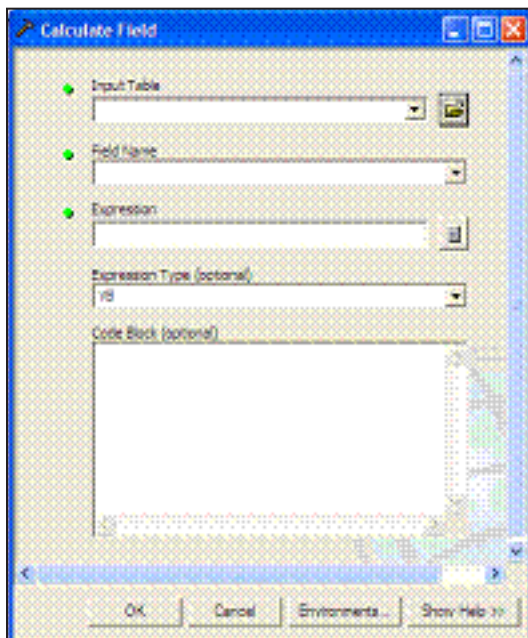 Calculate Field
Input Table
Field Name
Expression
Expression Type (optional)
VB
Code Block (optional)
OK
Cancel
Environments...
Show Help >>